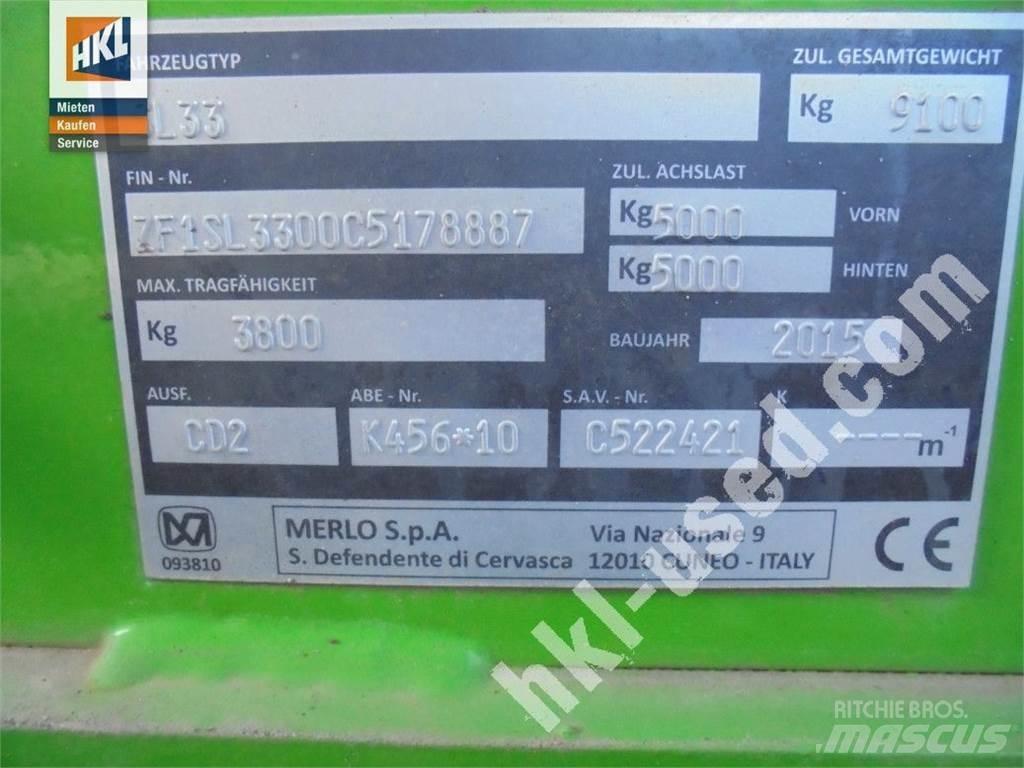 HKL
Mieten
Kaufen
Service
FAHRZEUGTYP
SL33
ZUL. GESAMTGEWICHT
Kg 9100
FIN - Nr.
ZF1SL3300C5178887
ZUL. ACHSLAST
Kg 5000 VORN
Kg 5000 HINTEN
MAX. TRAGFÄHIGKEIT
Kg 3800
BAUJAHR 2015
AUSF. ABE - Nr. S.A.V. - Nr. K
CD2 K456*10 C522421 ---- m-1
093810
MERLO S.p.A. Via Nazionale 9
S. Defendente di Cervasca 12010 CUNEO - ITALY
CE
hkl-used.com
RITCHIE BROS.
MASCUS